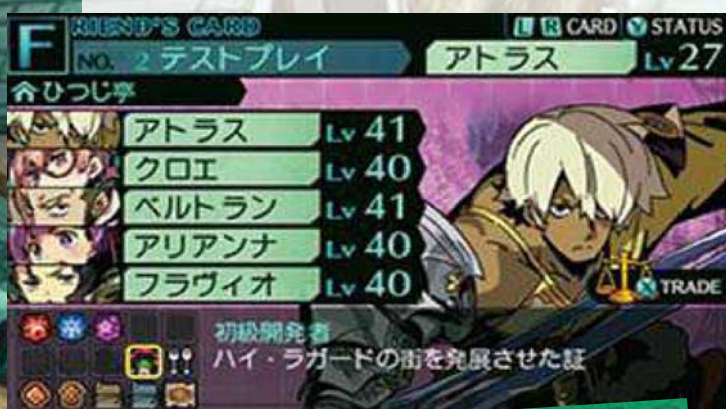 FRIEND'S CARD
L R CARD Y STATUS
NO. 2 テストプレイ
アトラス Lv 27
ひつじ亭
アトラス Lv 41
クロエ Lv 40
ベルトラン Lv 41
アリアンナ Lv 40
フラヴィオ Lv 40
X TRADE
初級開発者
ハイ・ラガードの街を発展させた証